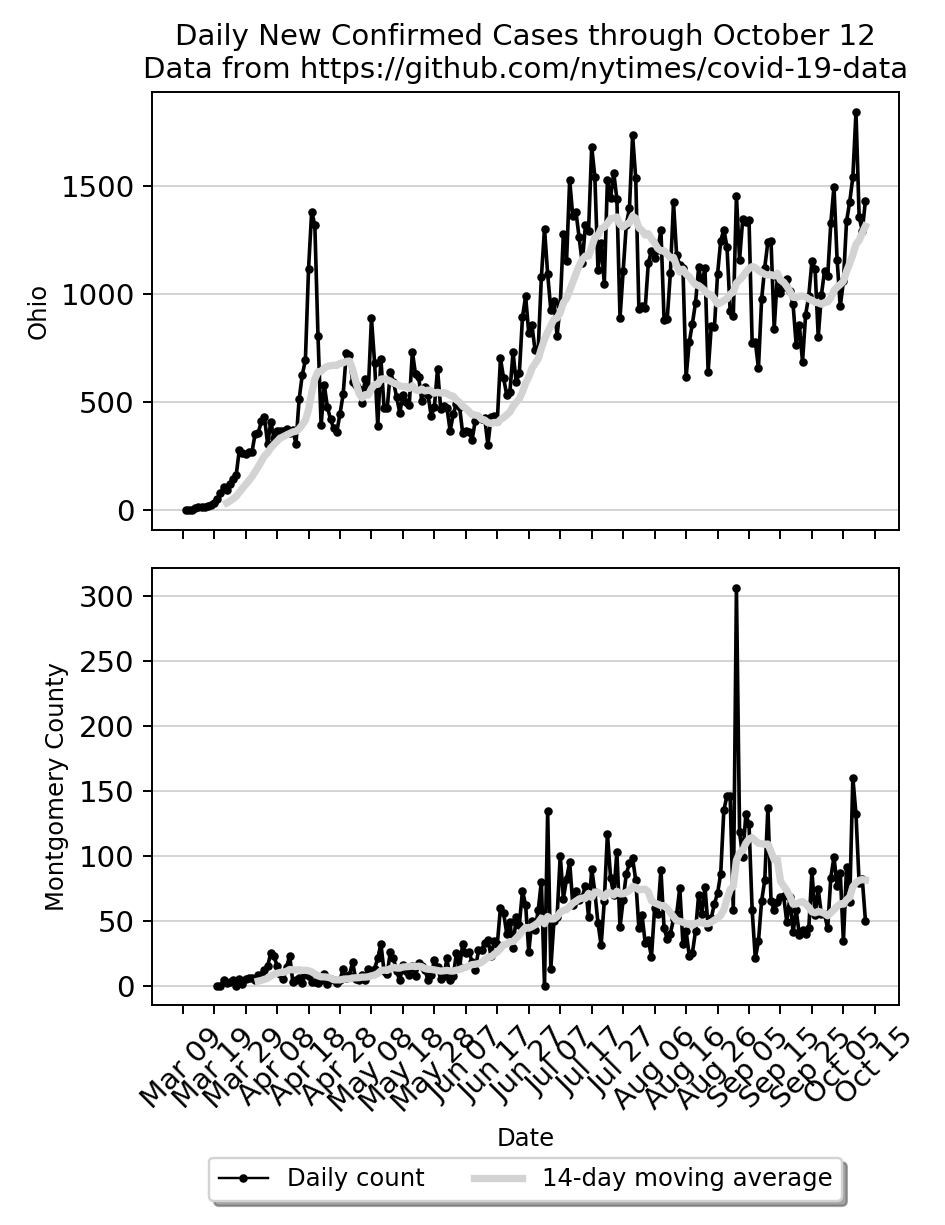 Daily New Confirmed Cases through October 12
Data from https://github.com/nytimes/covid-19-data
1500
1000
500
0
Ohio
300
250
200
150
100
50
0
Montgomery County
Mar 09
Mar 19
Mar 29
Apr 08
Apr 18
Apr 28
May 08
May 18
May 28
Jun 07
Jun 17
Jun 27
Jul 07
Jul 17
Jul 27
Aug 06
Aug 16
Aug 26
Sep 05
Sep 15
Sep 25
Oct 05
Oct 15
Date
Daily count
14-day moving average